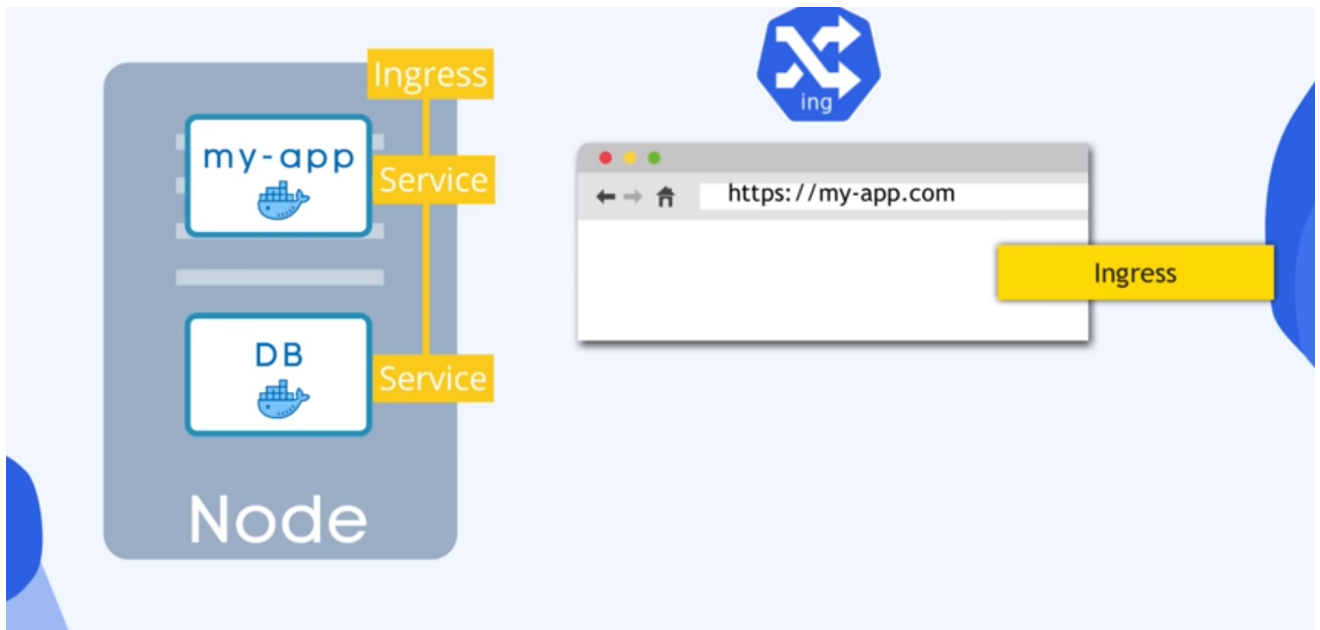 Ingress
my-app
Service
DB
Service
Node
ing
https://my-app.com
Ingress